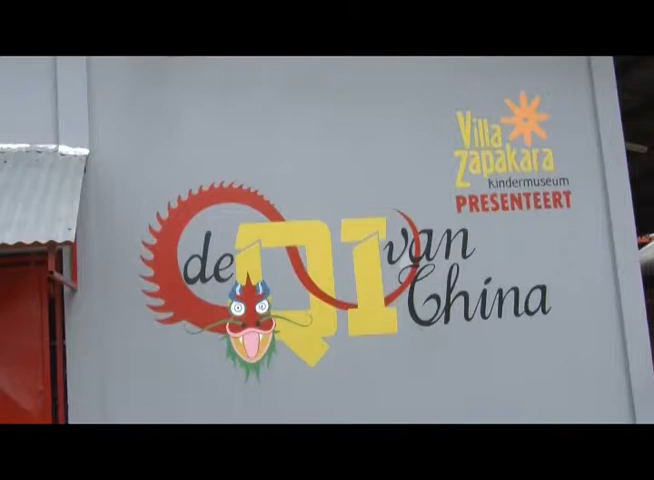 Villa
Zapakara
Kindermuseum
PRESENTEERT
de QI van
China